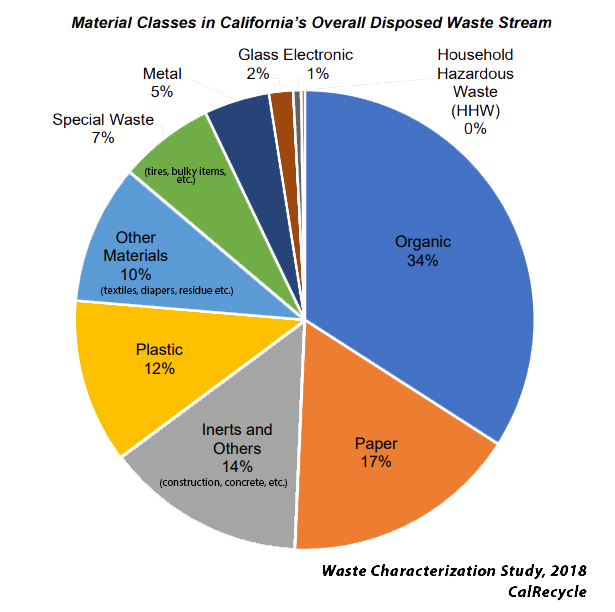 Material Classes in California's Overall Disposed Waste Stream
Glass
2%
Electronic
1%
Household
Hazardous
Waste
(HHW)
0%
Metal
5%
Special Waste
7%
(tires, bulky items,
etc.)
Organic
34%
Other
Materials
10%
(textiles, diapers, residue etc.)
Plastic
12%
Inerts and
Others
14%
(construction, concrete, etc.)
Paper
17%
Waste Characterization Study, 2018
CalRecycle